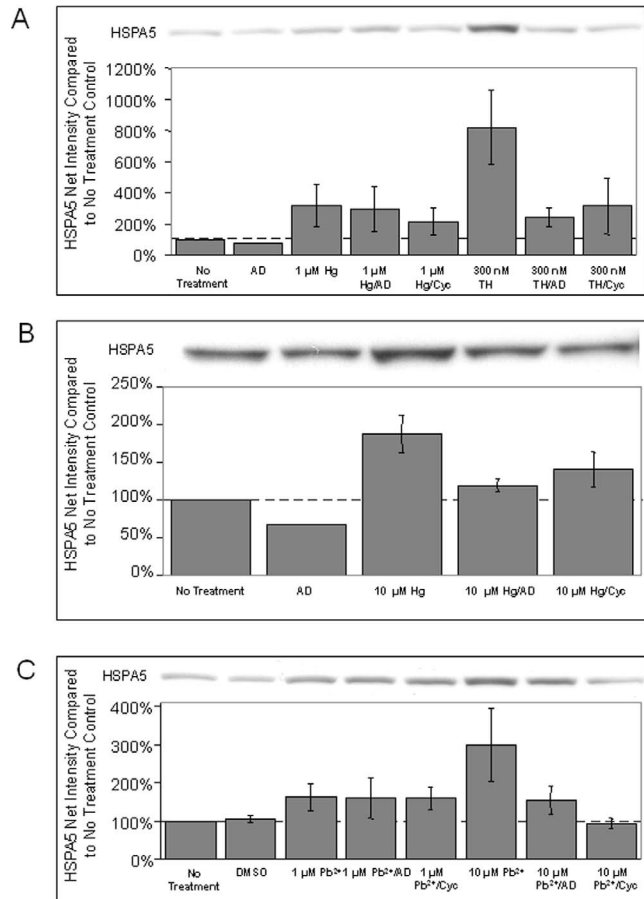 A
HSPA5
HSPA5 Net Intensity Compared
to No Treatment Control
1200%
1000%
800%
600%
400%
200%
0%
No
Treatment
AD
1 µM Hg
1 µM
Hg/AD
1 µM
Hg/Cyc
300 nM
TH
300 nM
TH/AD
300 nM
TH/Cyc
B
HSPA5
HSPA5 Net Intensity Compared
to No Treatment Control
250%
200%
150%
100%
50%
0%
No Treatment
AD
10 µM Hg
10 µM Hg/AD
10 µM Hg/Cyc
C
HSPA5
HSPA5 Net Intensity Compared
to No Treatment Control
400%
300%
200%
100%
0%
No
Treatment
DMSO
1 µM Pb²⁺
1 µM Pb²⁺/AD
1 µM
Pb²⁺/Cyc
10 µM Pb²⁺
10 µM
Pb²⁺/AD
10 µM
Pb²⁺/Cyc